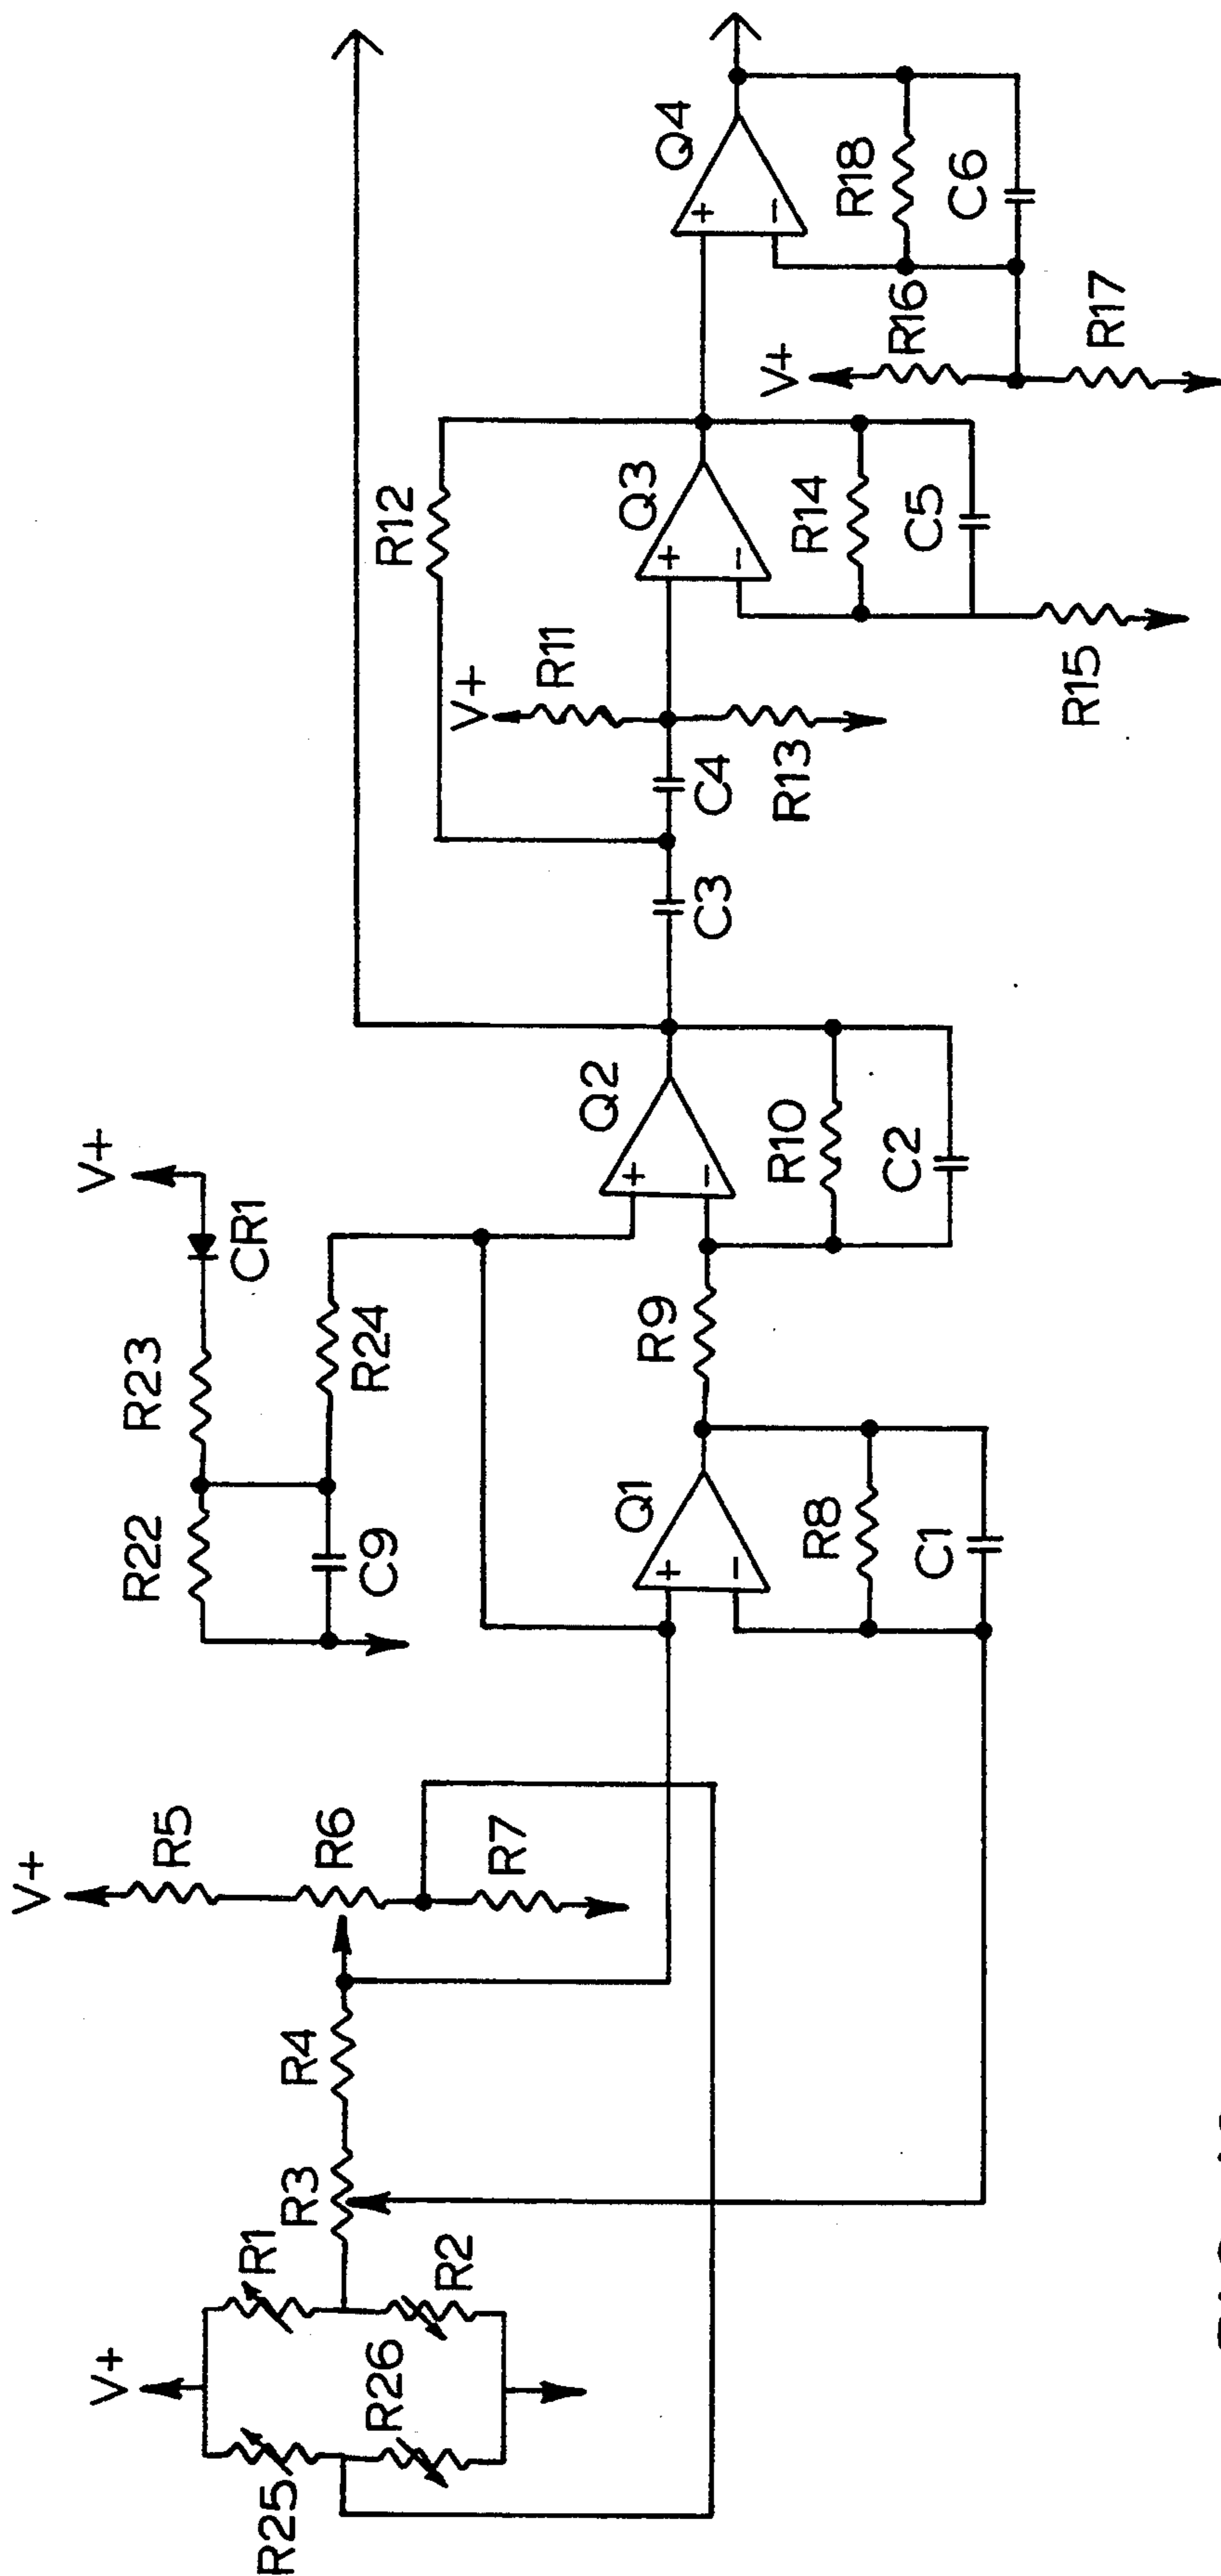 V+
R25
R26
R1
R2
R3
R4
V+
R5
R6
R7
Q1
+
−
R8
C1
R22
C9
R23
R24
CR1
V+
R9
Q2
+
−
R10
C2
C3
C4
V+
R11
R13
R12
Q3
+
−
R14
C5
R15
V+
R16
R17
Q4
+
−
R18
C6